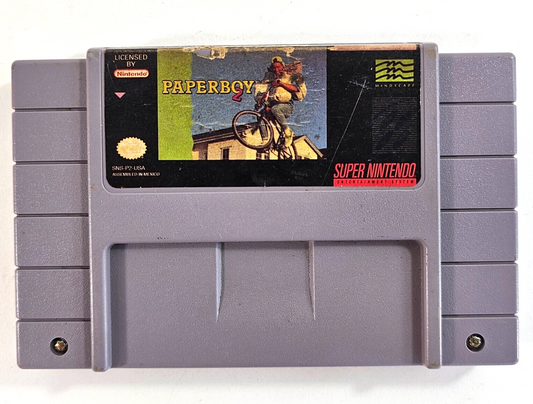 LICENSED
BY
Nintendo
PAPERBOY
2
MINDSCAPE
SNS-P2-USA
ASSEMBLED IN MEXICO
SUPER NINTENDO
ENTERTAINMENT SYSTEM